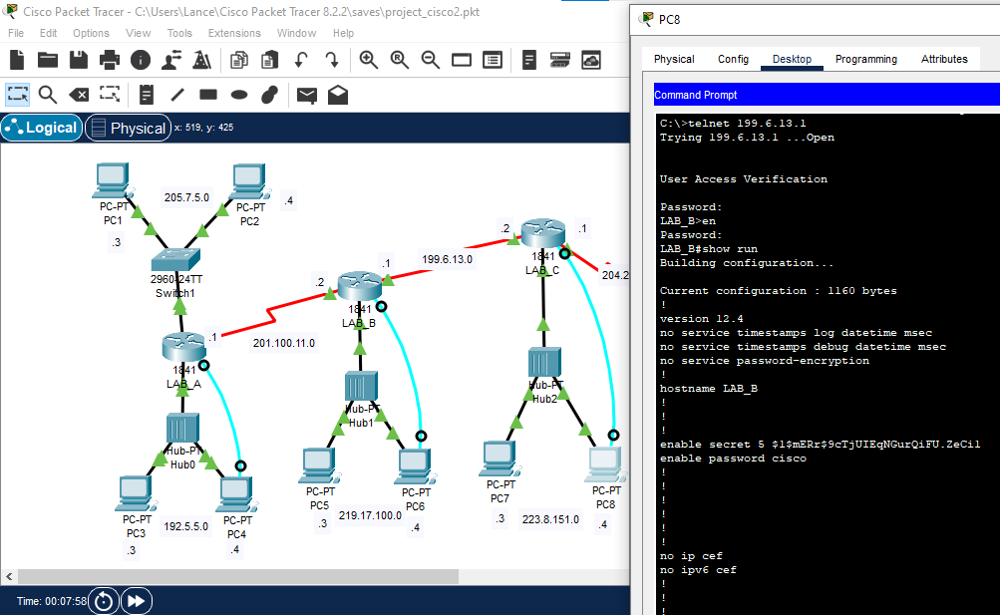 Cisco Packet Tracer - C:\Users\Lance\Cisco Packet Tracer 8.2.2\saves\project_cisco2.pkt
File Edit Options View Tools Extensions Window Help
Logical Physical x: 519, y: 425
PC-PT
PC1
.3
205.7.5.0
PC-PT
PC2
.4
2960-24TT
Switch1
.1
1841
LAB_A
201.100.11.0
.2
.1
1841
LAB_B
199.6.13.0
.2
.1
1841
LAB_C
204.2
Hub-PT
Hub0
Hub-PT
Hub1
Hub-PT
Hub2
PC-PT
PC3
.3
192.5.5.0
PC-PT
PC4
.4
PC-PT
PC5
.3
219.17.100.0
PC-PT
PC6
.4
PC-PT
PC7
.3
223.8.151.0
PC-PT
PC8
.4
Time: 00:07:58
PC8
Physical Config Desktop Programming Attributes
Command Prompt
C:\>telnet 199.6.13.1
Trying 199.6.13.1 ...Open
User Access Verification
Password:
LAB_B>en
Password:
LAB_B#show run
Building configuration...
Current configuration : 1160 bytes
!
version 12.4
no service timestamps log datetime msec
no service timestamps debug datetime msec
no service password-encryption
!
hostname LAB_B
!
!
!
enable secret 5 $1$mERr$9cTjUIEqNGurQiFU.ZeCi1
enable password cisco
!
!
!
!
!
!
no ip cef
no ipv6 cef
!
!
!